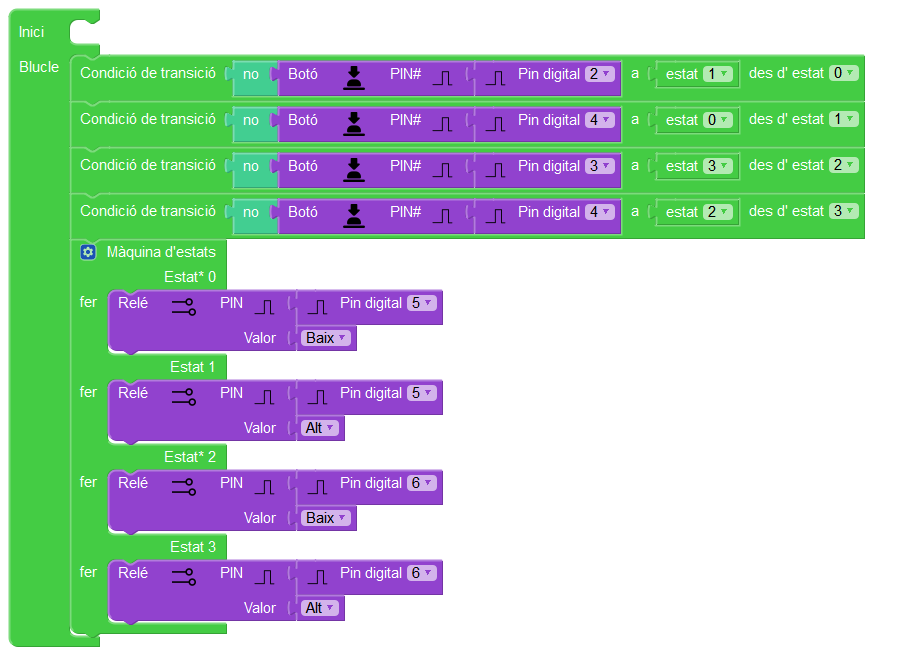 Inici
Blucle
Condició de transició no Botó PIN# Pin digital 2 a estat 1 des d' estat 0
Condició de transició no Botó PIN# Pin digital 4 a estat 0 des d' estat 1
Condició de transició no Botó PIN# Pin digital 3 a estat 3 des d' estat 2
Condició de transició no Botó PIN# Pin digital 4 a estat 2 des d' estat 3
Màquina d'estats
Estat* 0
fer Relé PIN Pin digital 5
Valor Baix
Estat 1
fer Relé PIN Pin digital 5
Valor Alt
Estat* 2
fer Relé PIN Pin digital 6
Valor Baix
Estat 3
fer Relé PIN Pin digital 6
Valor Alt